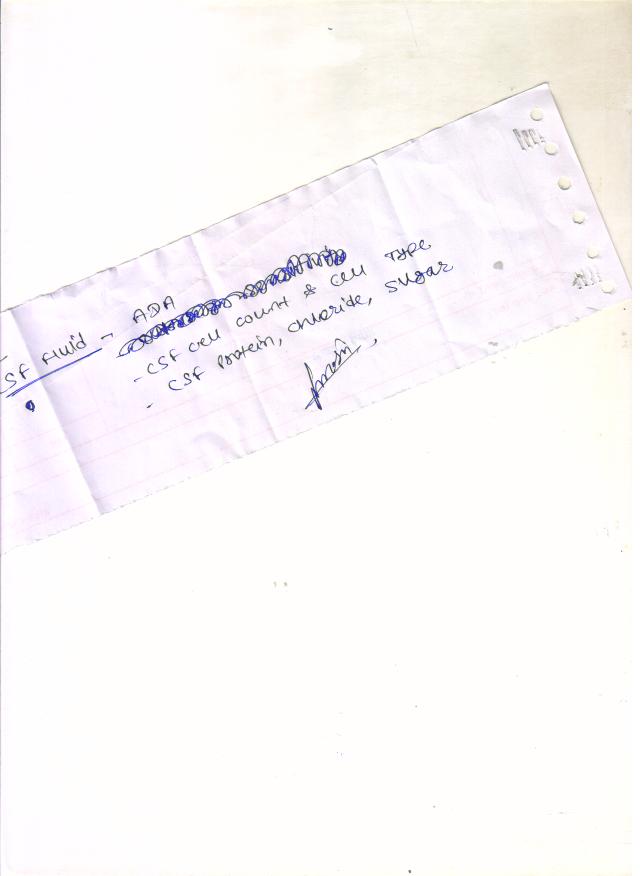 SF Fluid - ADA
- CSF cell count & cell TYPE
- CSF Protein, chloride, sugar